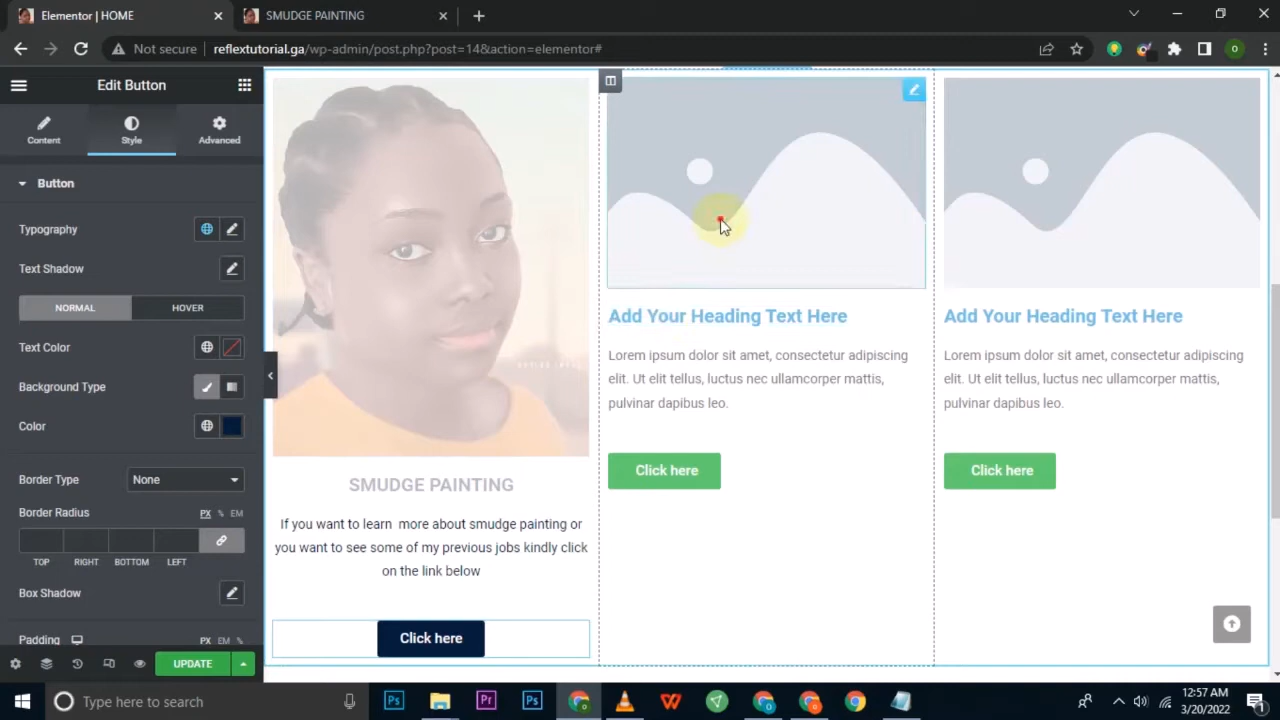 Elementor | HOME
SMUDGE PAINTING
Not secure
reflextutorial.ga/wp-admin/post.php?post=14&action=elementor#
Edit Button
Content
Style
Advanced
Button
Typography
Text Shadow
NORMAL
HOVER
Text Color
Background Type
Color
Border Type
None
Border Radius
PX % EM
TOP RIGHT BOTTOM LEFT
Box Shadow
Padding
PX EM %
UPDATE
SMUDGE PAINTING
If you want to learn more about smudge painting or
you want to see some of my previous jobs kindly click
on the link below
Click here
Add Your Heading Text Here
Lorem ipsum dolor sit amet, consectetur adipiscing
elit. Ut elit tellus, luctus nec ullamcorper mattis,
pulvinar dapibus leo.
Click here
Add Your Heading Text Here
Lorem ipsum dolor sit amet, consectetur adipiscing
elit. Ut elit tellus, luctus nec ullamcorper mattis,
pulvinar dapibus leo.
Click here
Type here to search
12:57 AM
3/20/2022